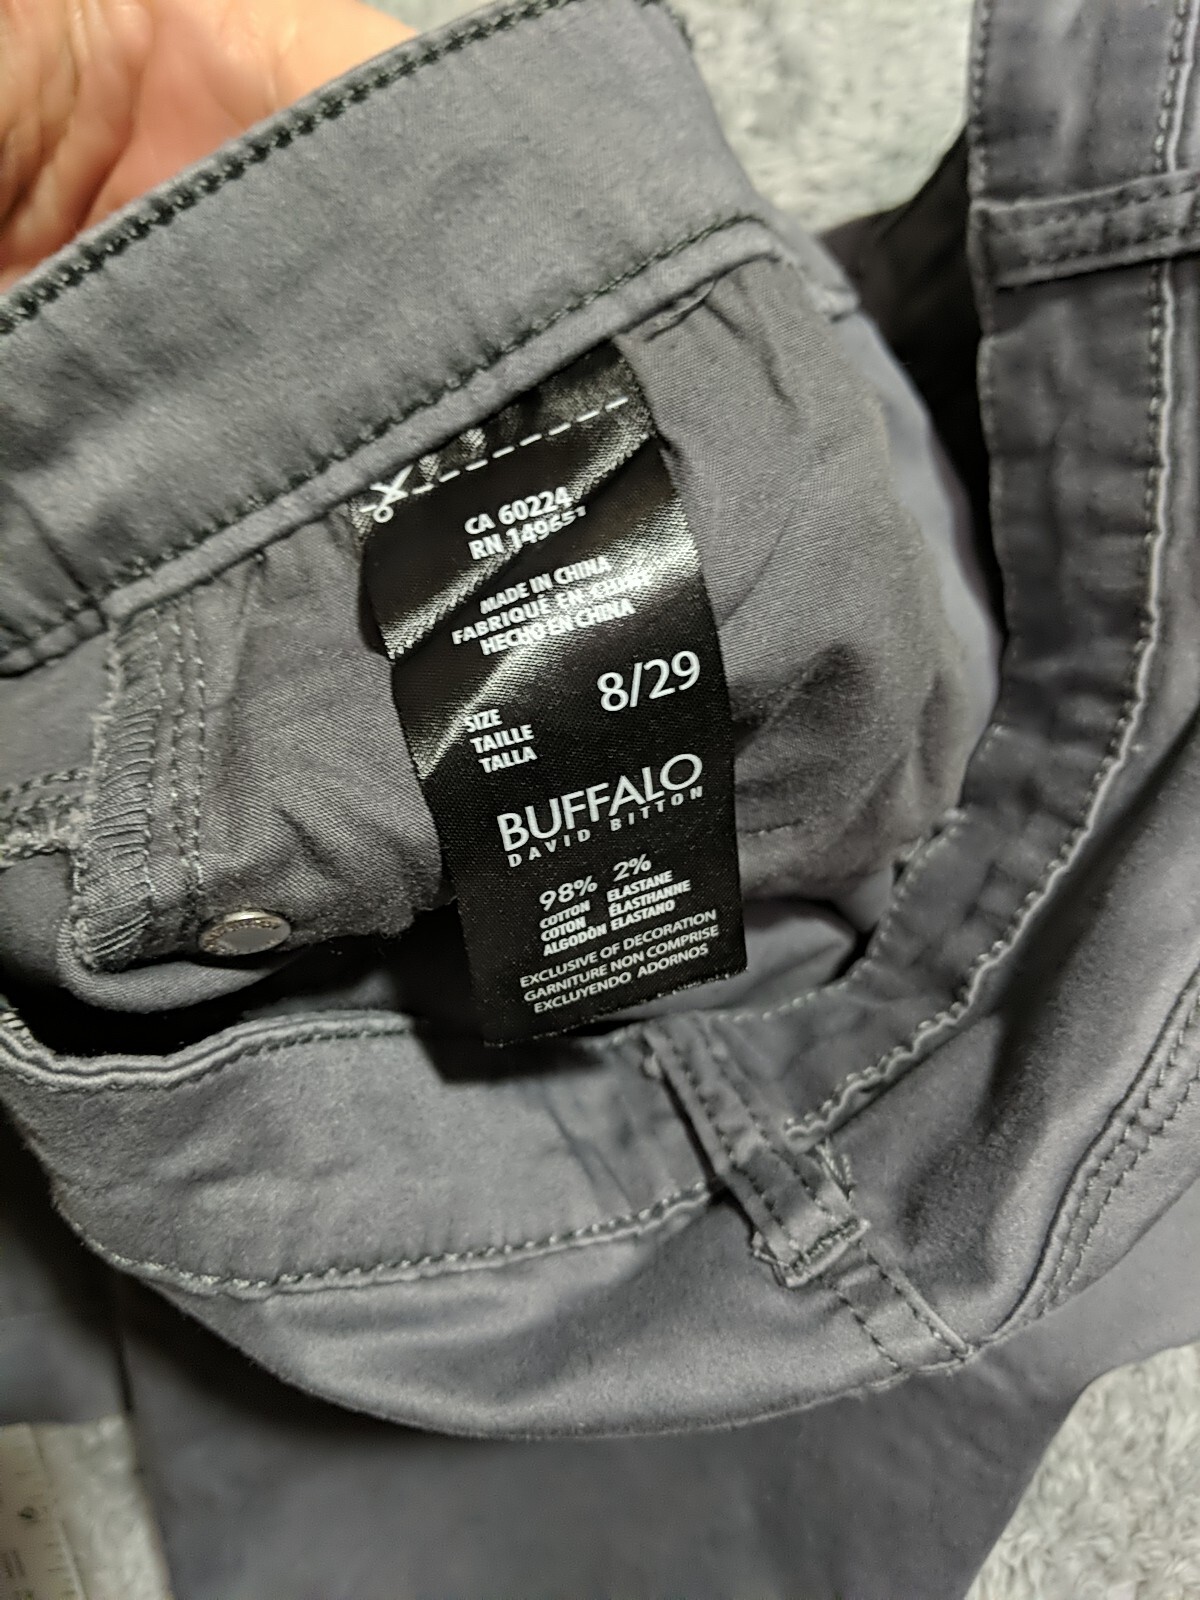 CA 60224
RN 149651
MADE IN CHINA
FABRIQUÉ EN CHINE
HECHO EN CHINA
8/29
SIZE
TAILLE
TALLA
BUFFALO
DAVID BITTON
98% 2%
COTTON ELASTANE
COTON ÉLASTHANNE
ALGODÓN ELASTANO
EXCLUSIVE OF DECORATION
GARNITURE NON COMPRISE
EXCLUYENDO ADORNOS